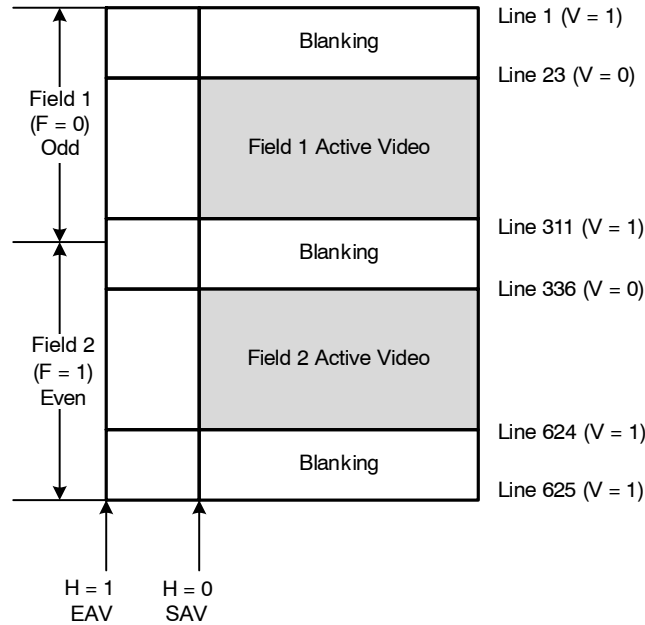 Blanking
Line 1 (V = 1)
Line 23 (V = 0)
Field 1
(F = 0)
Odd
Field 1 Active Video
Line 311 (V = 1)
Blanking
Line 336 (V = 0)
Field 2
(F = 1)
Even
Field 2 Active Video
Line 624 (V = 1)
Blanking
Line 625 (V = 1)
H = 1
EAV
H = 0
SAV